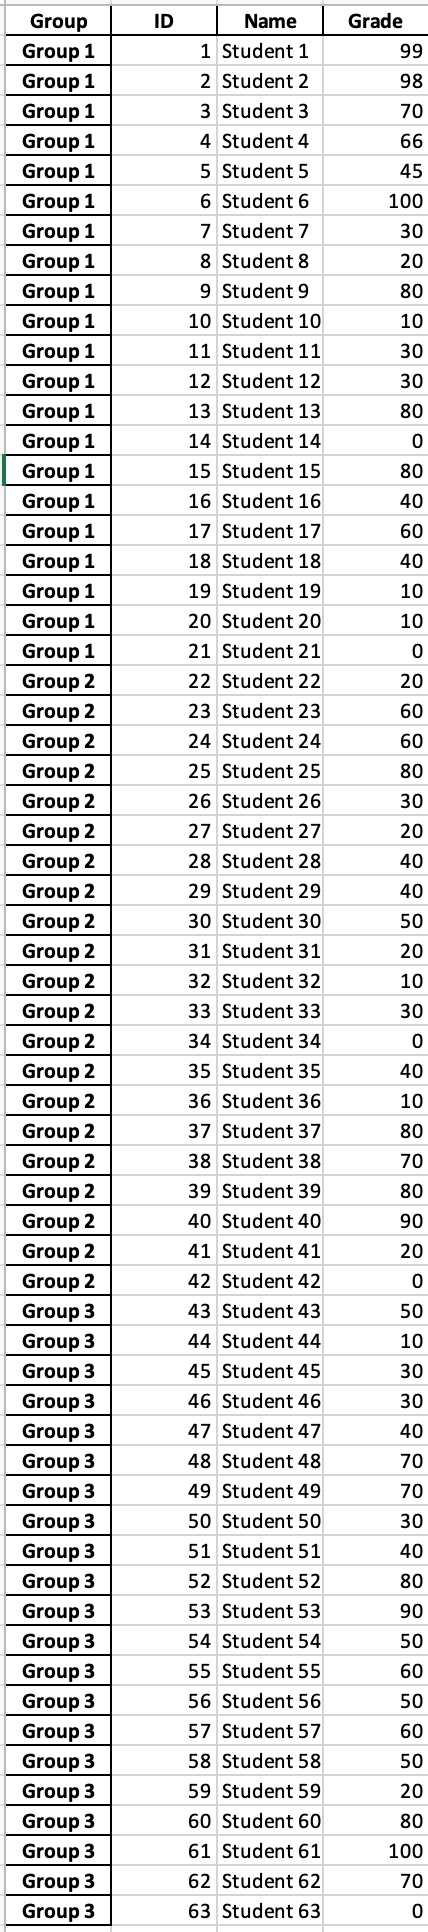 Group ID Name Grade
Group 1 1 Student 1 99
Group 1 2 Student 2 98
Group 1 3 Student 3 70
Group 1 4 Student 4 66
Group 1 5 Student 5 45
Group 1 6 Student 6 100
Group 1 7 Student 7 30
Group 1 8 Student 8 20
Group 1 9 Student 9 80
Group 1 10 Student 10 10
Group 1 11 Student 11 30
Group 1 12 Student 12 30
Group 1 13 Student 13 80
Group 1 14 Student 14 0
Group 1 15 Student 15 80
Group 1 16 Student 16 40
Group 1 17 Student 17 60
Group 1 18 Student 18 40
Group 1 19 Student 19 10
Group 1 20 Student 20 10
Group 1 21 Student 21 0
Group 2 22 Student 22 20
Group 2 23 Student 23 60
Group 2 24 Student 24 60
Group 2 25 Student 25 80
Group 2 26 Student 26 30
Group 2 27 Student 27 20
Group 2 28 Student 28 40
Group 2 29 Student 29 40
Group 2 30 Student 30 50
Group 2 31 Student 31 20
Group 2 32 Student 32 10
Group 2 33 Student 33 30
Group 2 34 Student 34 0
Group 2 35 Student 35 40
Group 2 36 Student 36 10
Group 2 37 Student 37 80
Group 2 38 Student 38 70
Group 2 39 Student 39 80
Group 2 40 Student 40 90
Group 2 41 Student 41 20
Group 2 42 Student 42 0
Group 3 43 Student 43 50
Group 3 44 Student 44 10
Group 3 45 Student 45 30
Group 3 46 Student 46 30
Group 3 47 Student 47 40
Group 3 48 Student 48 70
Group 3 49 Student 49 70
Group 3 50 Student 50 30
Group 3 51 Student 51 40
Group 3 52 Student 52 80
Group 3 53 Student 53 90
Group 3 54 Student 54 50
Group 3 55 Student 55 60
Group 3 56 Student 56 50
Group 3 57 Student 57 60
Group 3 58 Student 58 50
Group 3 59 Student 59 20
Group 3 60 Student 60 80
Group 3 61 Student 61 100
Group 3 62 Student 62 70
Group 3 63 Student 63 0